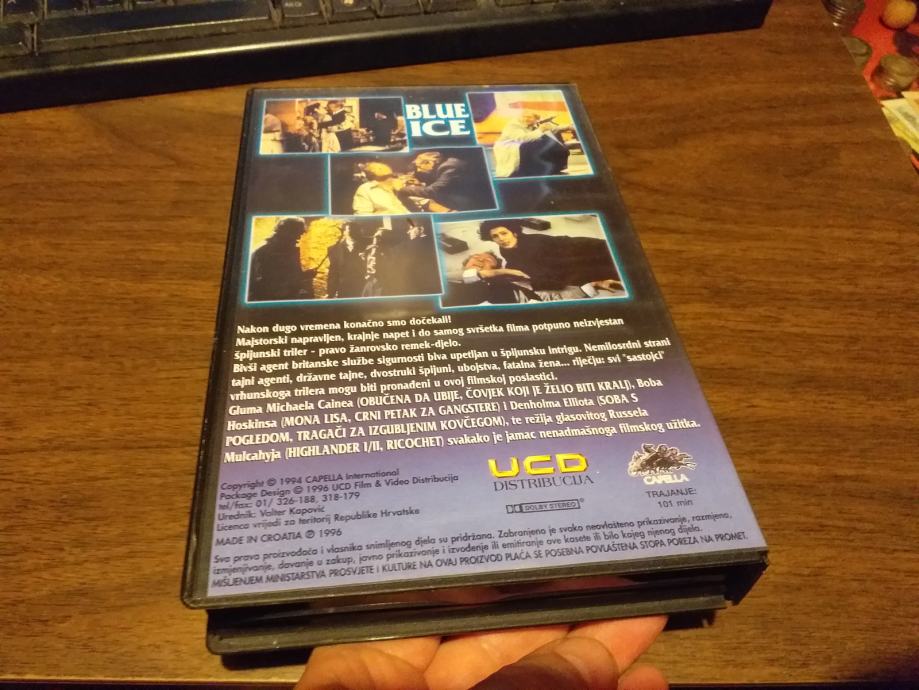 BLUE
ICE
Nakon dugo vremena konačno smo dočekali!
Majstorski napravljen, krajnje napet i do samog svršetka filma potpuno neizvjestan
špijunski triler - pravo žanrovsko remek-djelo.
Bivši agent britanske službe sigurnosti biva upetljan u špijunsku intrigu. Nemilosrdni strani
tajni agenti, državne tajne, dvostruki špijuni, ubojstva, fatalna žena... riječju: svi "sastojci"
vrhunskoga trilera mogu biti pronađeni u ovoj filmskoj poslastici.
Gluma Michaela Cainea (OBUČENA DA UBIJE, ČOVJEK KOJI JE ŽELIO BITI KRALJ), Boba
Hoskinsa (MONA LISA, CRNI PETAK ZA GANGSTERE) i Denholma Elliota (SOBA S
POGLEDOM, TRAGAČI ZA IZGUBLJENIM KOVČEGOM), te režija glasovitog Russela
Mulcahyja (HIGHLANDER I/II, RICOCHET) svakako je jamac nenadmašnoga filmskog užitka.
Copyright © 1994 CAPELLA International
Package Design © 1996 UCD Film & Video Distribucija
tel/fax: 01/ 326-188, 318-179
Urednik: Valter Kapović
Licenca vrijedi za teritorij Republike Hrvatske
MADE IN CROATIA ℗ 1996
UCD
DISTRIBUCIJA
DOLBY STEREO
CAPELLA
TRAJANJE:
101 min
Sva prava proizvođača i vlasnika snimljenog djela su pridržana. Zabranjeno je svako neovlašteno prikazivanje, razmjena,
izmjenjivanje, davanje u zakup, javno prikazivanje i izvođenje ili emitiranje ove kasete ili bilo kojeg njenog dijela.
MIŠLJENJEM MINISTARSTVA PROSVJETE I KULTURE NA OVAJ PROIZVOD PLAĆA SE POSEBNA POVLAŠTENA STOPA POREZA NA PROMET.